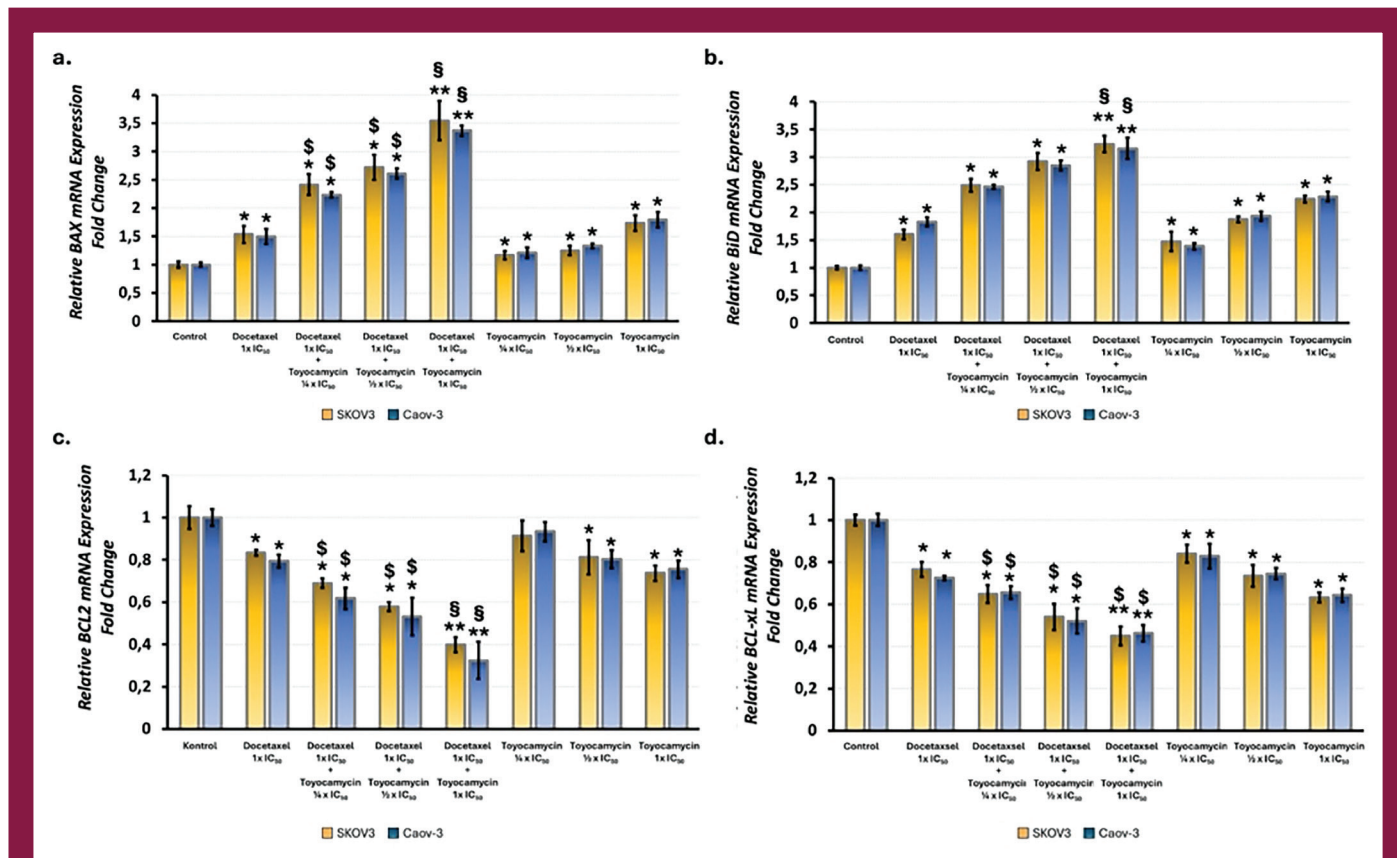 a.
Relative BAX mRNA Expression
Fold Change
4
3,5
3
2,5
2
1,5
1
0,5
0
* * $ * $ * $ * $ * § ** § ** * * * * * *
Control
Docetaxel
1x IC₅₀
Docetaxel
1x IC₅₀
+
Toyocamycin
¼ x IC₅₀
Docetaxel
1x IC₅₀
+
Toyocamycin
½ x IC₅₀
Docetaxel
1x IC₅₀
+
Toyocamycin
1x IC₅₀
Toyocamycin
¼ x IC₅₀
Toyocamycin
½ x IC₅₀
Toyocamycin
1x IC₅₀
SKOV3 Caov-3
b.
Relative BiD mRNA Expression
Fold Change
4
3,5
3
2,5
2
1,5
1
0,5
0
* * * * * * § ** § ** * * * * * *
Control
Docetaxel
1x IC₅₀
Docetaxel
1x IC₅₀
+
Toyocamycin
¼ x IC₅₀
Docetaxel
1x IC₅₀
+
Toyocamycin
½ x IC₅₀
Docetaxel
1x IC₅₀
+
Toyocamycin
1x IC₅₀
Toyocamycin
¼ x IC₅₀
Toyocamycin
½ x IC₅₀
Toyocamycin
1x IC₅₀
SKOV3 Caov-3
c.
Relative BCL2 mRNA Expression
Fold Change
1,2
1
0,8
0,6
0,4
0,2
0
* * $ * $ * $ * $ * § ** § ** * * * *
Kontrol
Docetaxel
1x IC₅₀
Docetaxel
1x IC₅₀
+
Toyocamycin
¼ x IC₅₀
Docetaxel
1x IC₅₀
+
Toyocamycin
½ x IC₅₀
Docetaxel
1x IC₅₀
+
Toyocamycin
1x IC₅₀
Toyocamycin
¼ x IC₅₀
Toyocamycin
½ x IC₅₀
Toyocamycin
1x IC₅₀
SKOV3 Caov-3
d.
Relative BCL-xL mRNA Expression
Fold Change
1,2
1
0,8
0,6
0,4
0,2
0
* * $ * $ * $ * $ * $ ** $ ** * * * * * *
Control
Docetaxsel
1x IC₅₀
Docetaxsel
1x IC₅₀
+
Toyocamycin
¼ x IC₅₀
Docetaxsel
1x IC₅₀
+
Toyocamycin
½ x IC₅₀
Docetaxsel
1x IC₅₀
+
Toyocamycin
1x IC₅₀
Toyocamycin
¼ x IC₅₀
Toyocamycin
½ x IC₅₀
Toyocamycin
1x IC₅₀
SKOV3 Caov-3